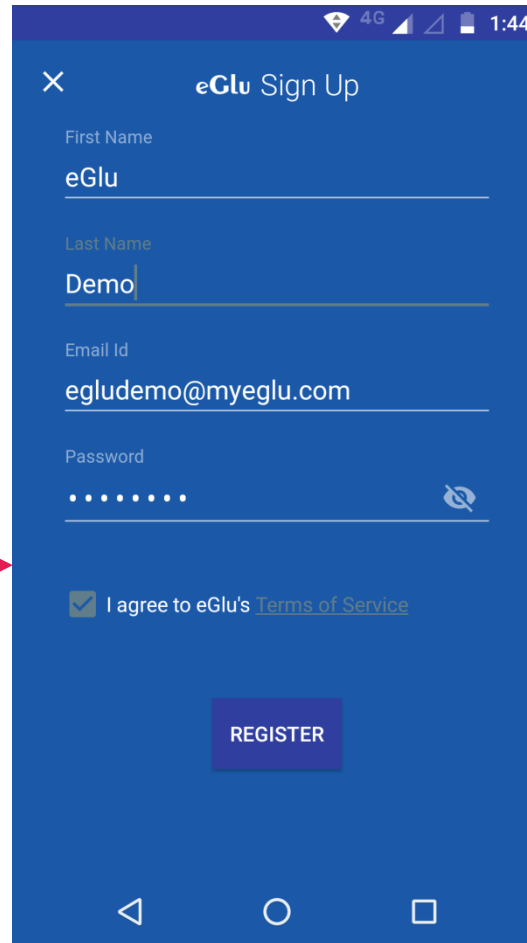 4G 1:44
eGlu Sign Up
First Name
eGlu
Last Name
Demo
Email Id
egludemo@myeglu.com
Password
I agree to eGlu's Terms of Service
REGISTER